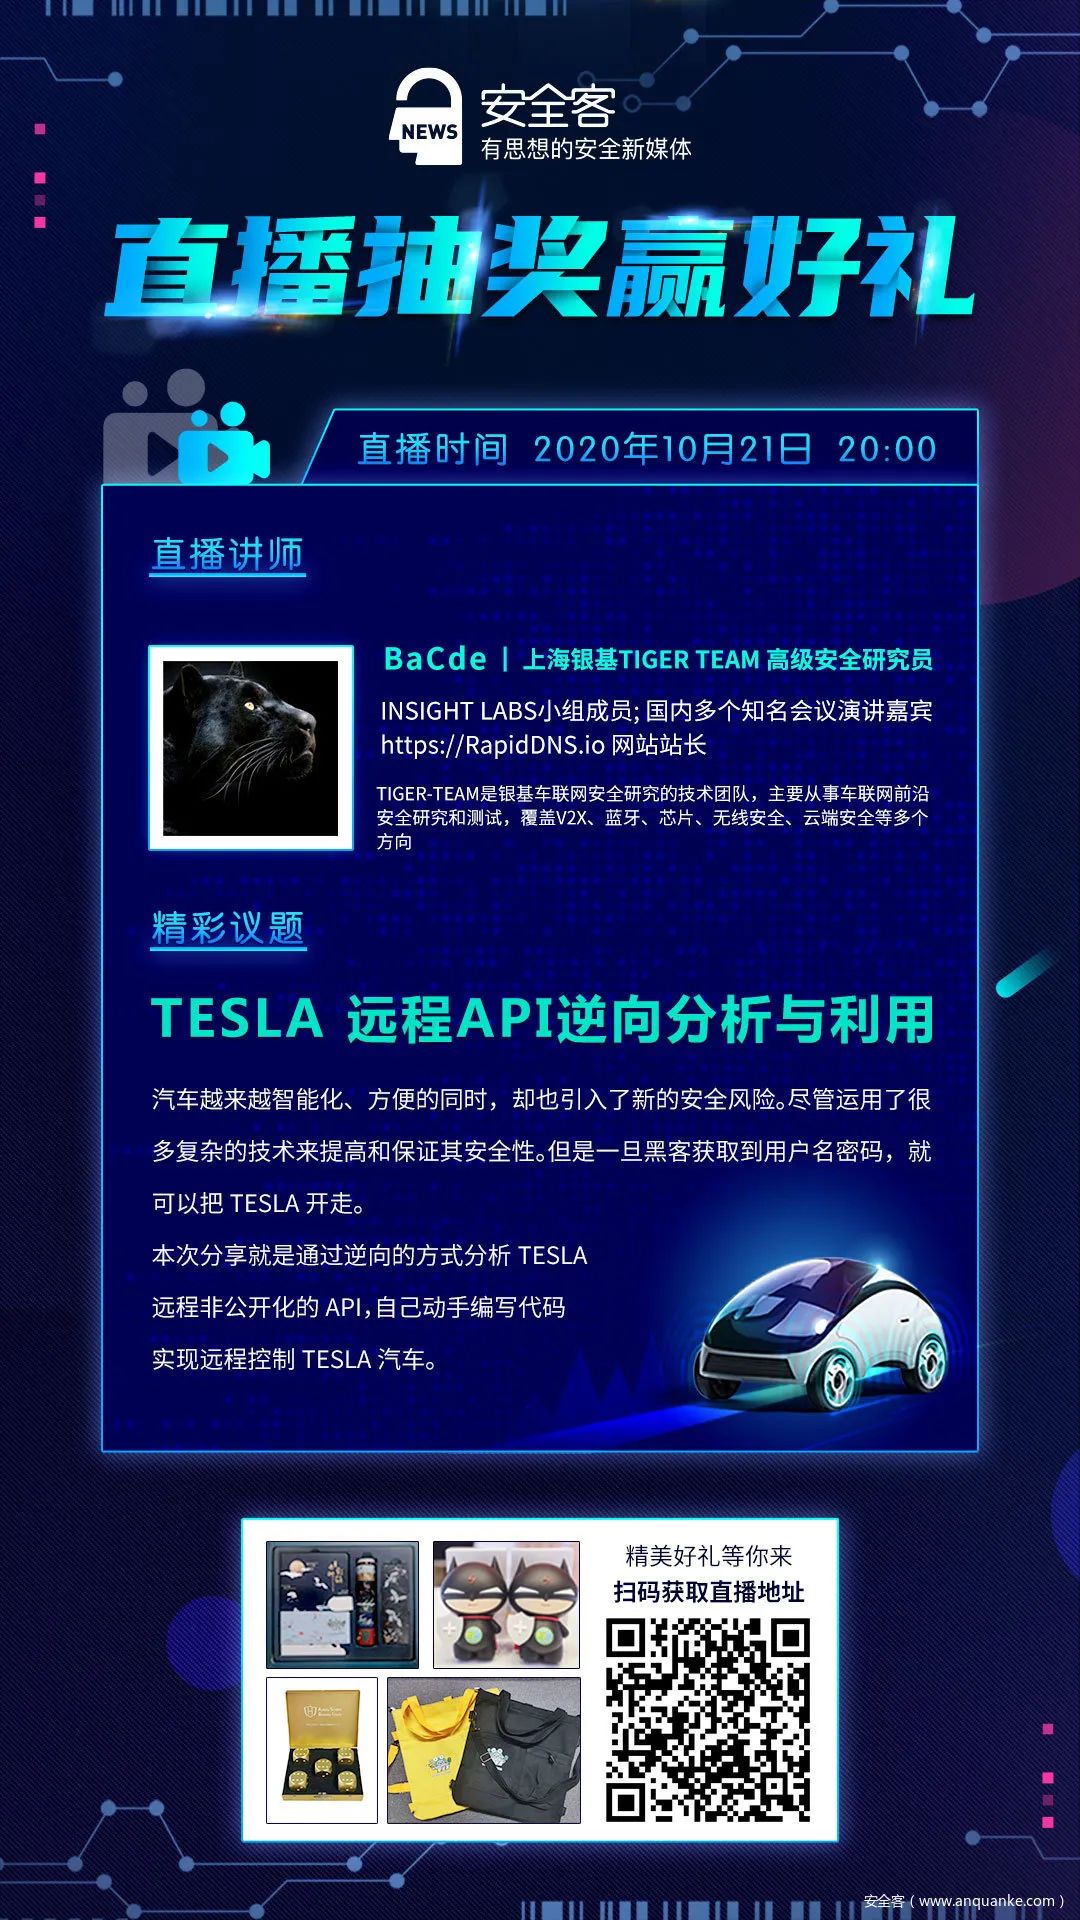 NEWS
安全客
有思想的安全新媒体
直播抽奖赢好礼
直播时间 2020年10月21日 20:00
直播讲师
BaCde | 上海银基TIGER TEAM 高级安全研究员
INSIGHT LABS小组成员; 国内多个知名会议演讲嘉宾
https://RapidDNS.io 网站站长
TIGER-TEAM是银基车联网安全研究的技术团队，主要从事车联网前沿
安全研究和测试，覆盖V2X、蓝牙、芯片、无线安全、云端安全等多个
方向
精彩议题
TESLA 远程API逆向分析与利用
汽车越来越智能化、方便的同时，却也引入了新的安全风险。尽管运用了很
多复杂的技术来提高和保证其安全性。但是一旦黑客获取到用户名密码，就
可以把 TESLA 开走。
本次分享就是通过逆向的方式分析 TESLA
远程非公开化的 API，自己动手编写代码
实现远程控制 TESLA 汽车。
精美好礼等你来
扫码获取直播地址
安全客（www.anquanke.com）